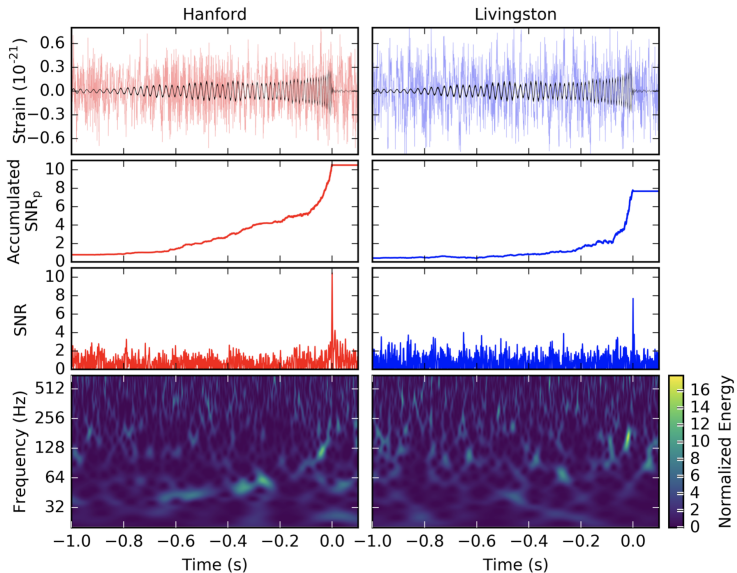 Hanford
Livingston
Strain (10⁻²¹)
0.6
0.3
0.0
−0.3
−0.6
Accumulated
SNRₚ
10
8
6
4
2
0
SNR
10
8
6
4
2
0
Frequency (Hz)
512
256
128
64
32
−1.0 −0.8 −0.6 −0.4 −0.2 0.0
−1.0 −0.8 −0.6 −0.4 −0.2 0.0
Time (s)
Time (s)
16
14
12
10
8
6
4
2
0
Normalized Energy